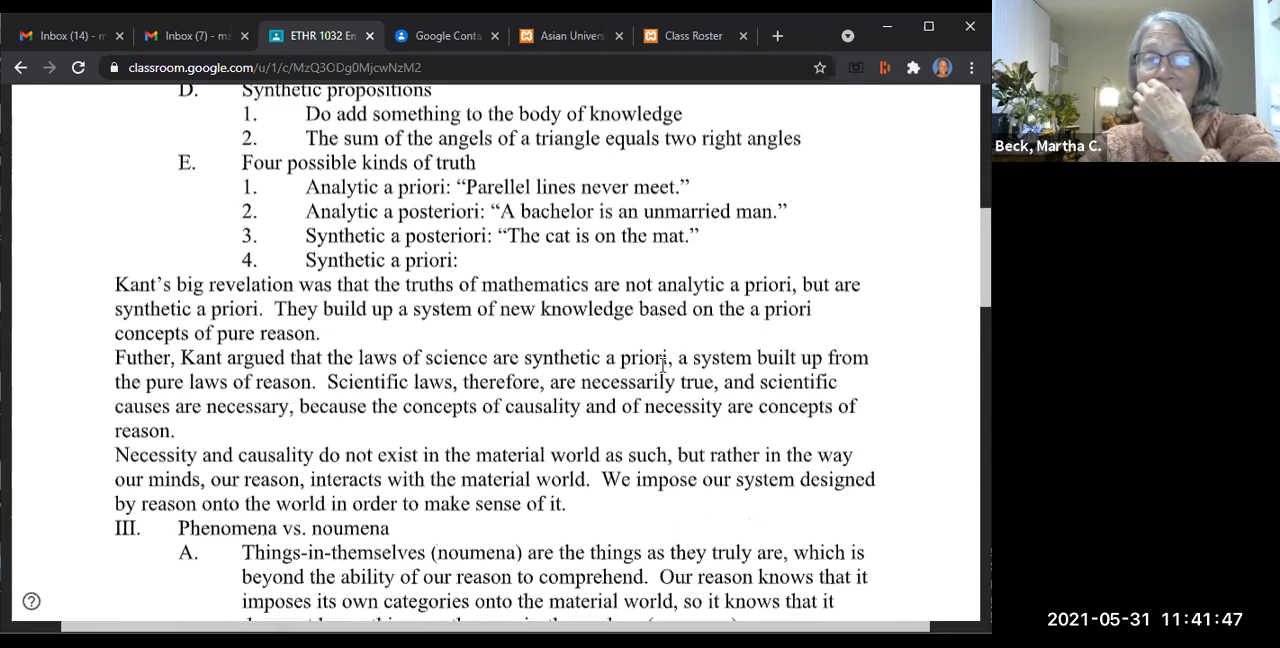 Inbox (14) - m
Inbox (7) - ma
ETHR 1032 En
Google Conta
Asian Univers
Class Roster
classroom.google.com/u/1/c/MzQ3ODg0MjcwNzM2
D. Synthetic propositions
1. Do add something to the body of knowledge
2. The sum of the angels of a triangle equals two right angles
E. Four possible kinds of truth
1. Analytic a priori: “Parellel lines never meet.”
2. Analytic a posteriori: “A bachelor is an unmarried man.”
3. Synthetic a posteriori: “The cat is on the mat.”
4. Synthetic a priori:
Kant’s big revelation was that the truths of mathematics are not analytic a priori, but are
synthetic a priori. They build up a system of new knowledge based on the a priori
concepts of pure reason.
Futher, Kant argued that the laws of science are synthetic a priori, a system built up from
the pure laws of reason. Scientific laws, therefore, are necessarily true, and scientific
causes are necessary, because the concepts of causality and of necessity are concepts of
reason.
Necessity and causality do not exist in the material world as such, but rather in the way
our minds, our reason, interacts with the material world. We impose our system designed
by reason onto the world in order to make sense of it.
III. Phenomena vs. noumena
A. Things-in-themselves (noumena) are the things as they truly are, which is
beyond the ability of our reason to comprehend. Our reason knows that it
imposes its own categories onto the material world, so it knows that it
Beck, Martha C.
2021-05-31 11:41:47